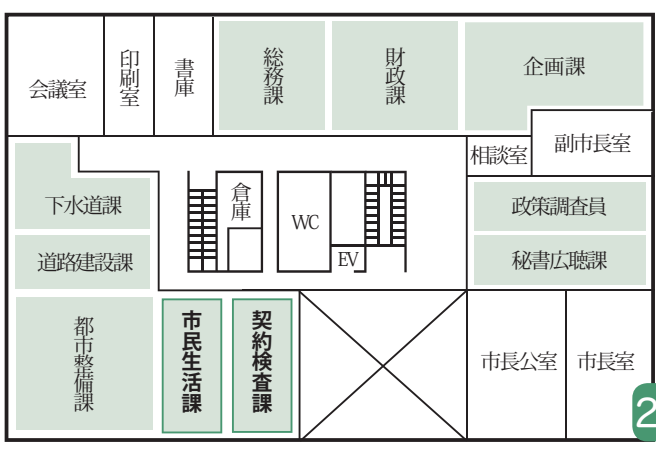 会議室
印刷室
書庫
総務課
財政課
企画課
相談室
副市長室
下水道課
倉庫
WC
EV
政策調査員
道路建設課
秘書広聴課
都市整備課
市民生活課
契約検査課
市長公室
市長室
2